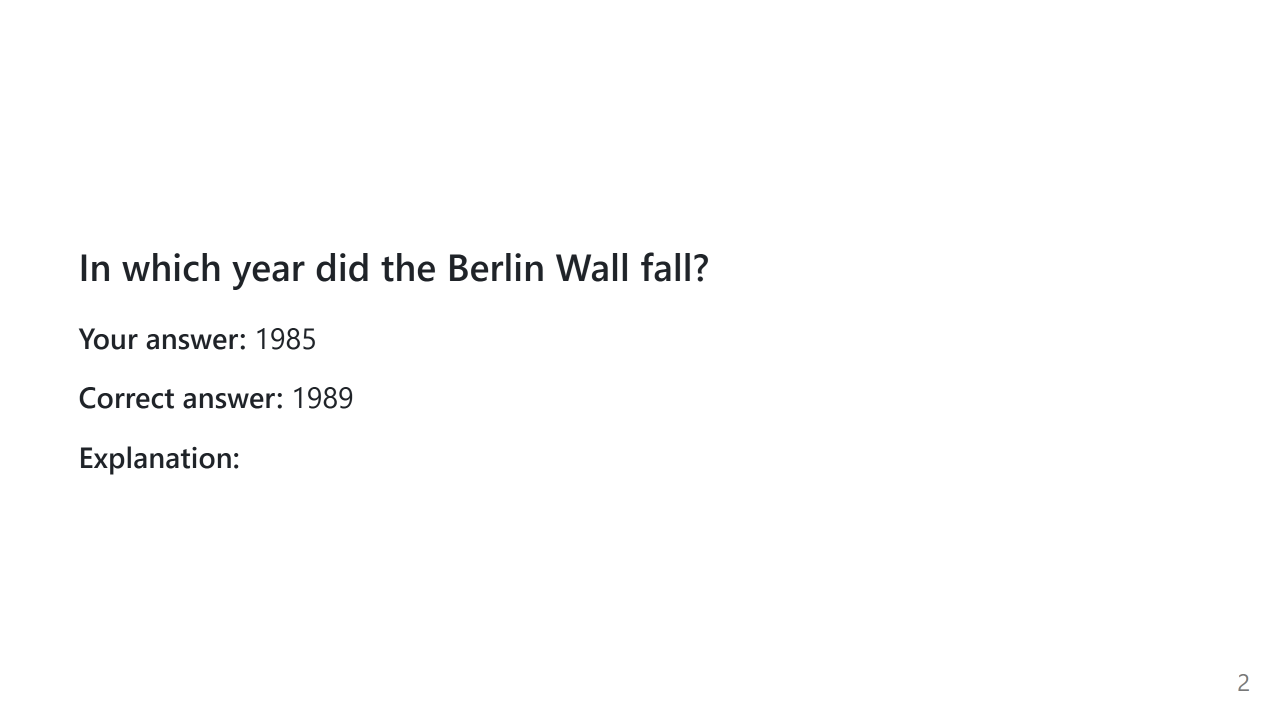 In which year did the Berlin Wall fall?
Your answer: 1985
Correct answer: 1989
Explanation:
2